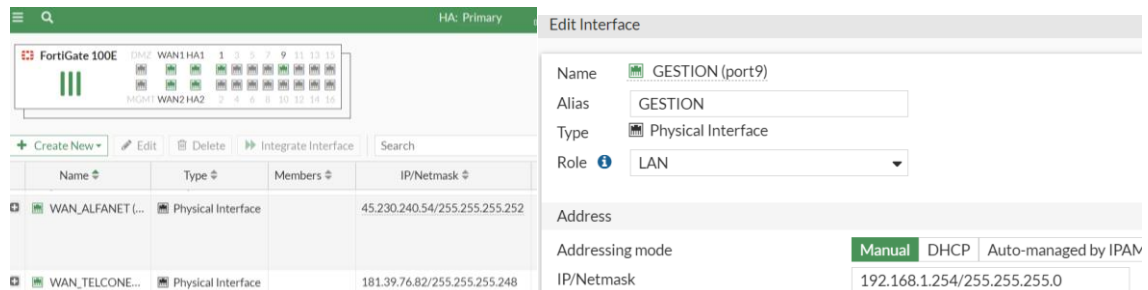 HA: Primary
FortiGate 100E
DMZ WAN1 HA1 1 3 5 7 9 11 13 15
MGMT WAN2 HA2 2 4 6 8 10 12 14 16
+ Create New Edit Delete Integrate Interface Search
Name Type Members IP/Netmask
WAN_ALFANET (... Physical Interface 45.230.240.54/255.255.255.252
WAN_TELCONE... Physical Interface 181.39.76.82/255.255.255.248
Edit Interface
Name GESTION (port9)
Alias GESTION
Type Physical Interface
Role LAN
Address
Addressing mode Manual DHCP Auto-managed by IPAM
IP/Netmask 192.168.1.254/255.255.255.0